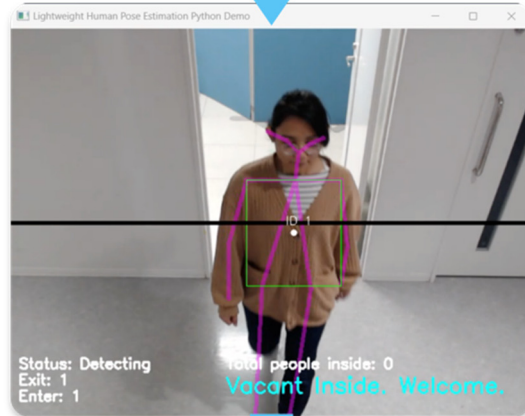 Lightweight Human Pose Estimation Python Demo
ID 1
Status: Detecting
Total people inside: 0
Exit: 1
Vacant Inside. Welcome.
Enter: 1